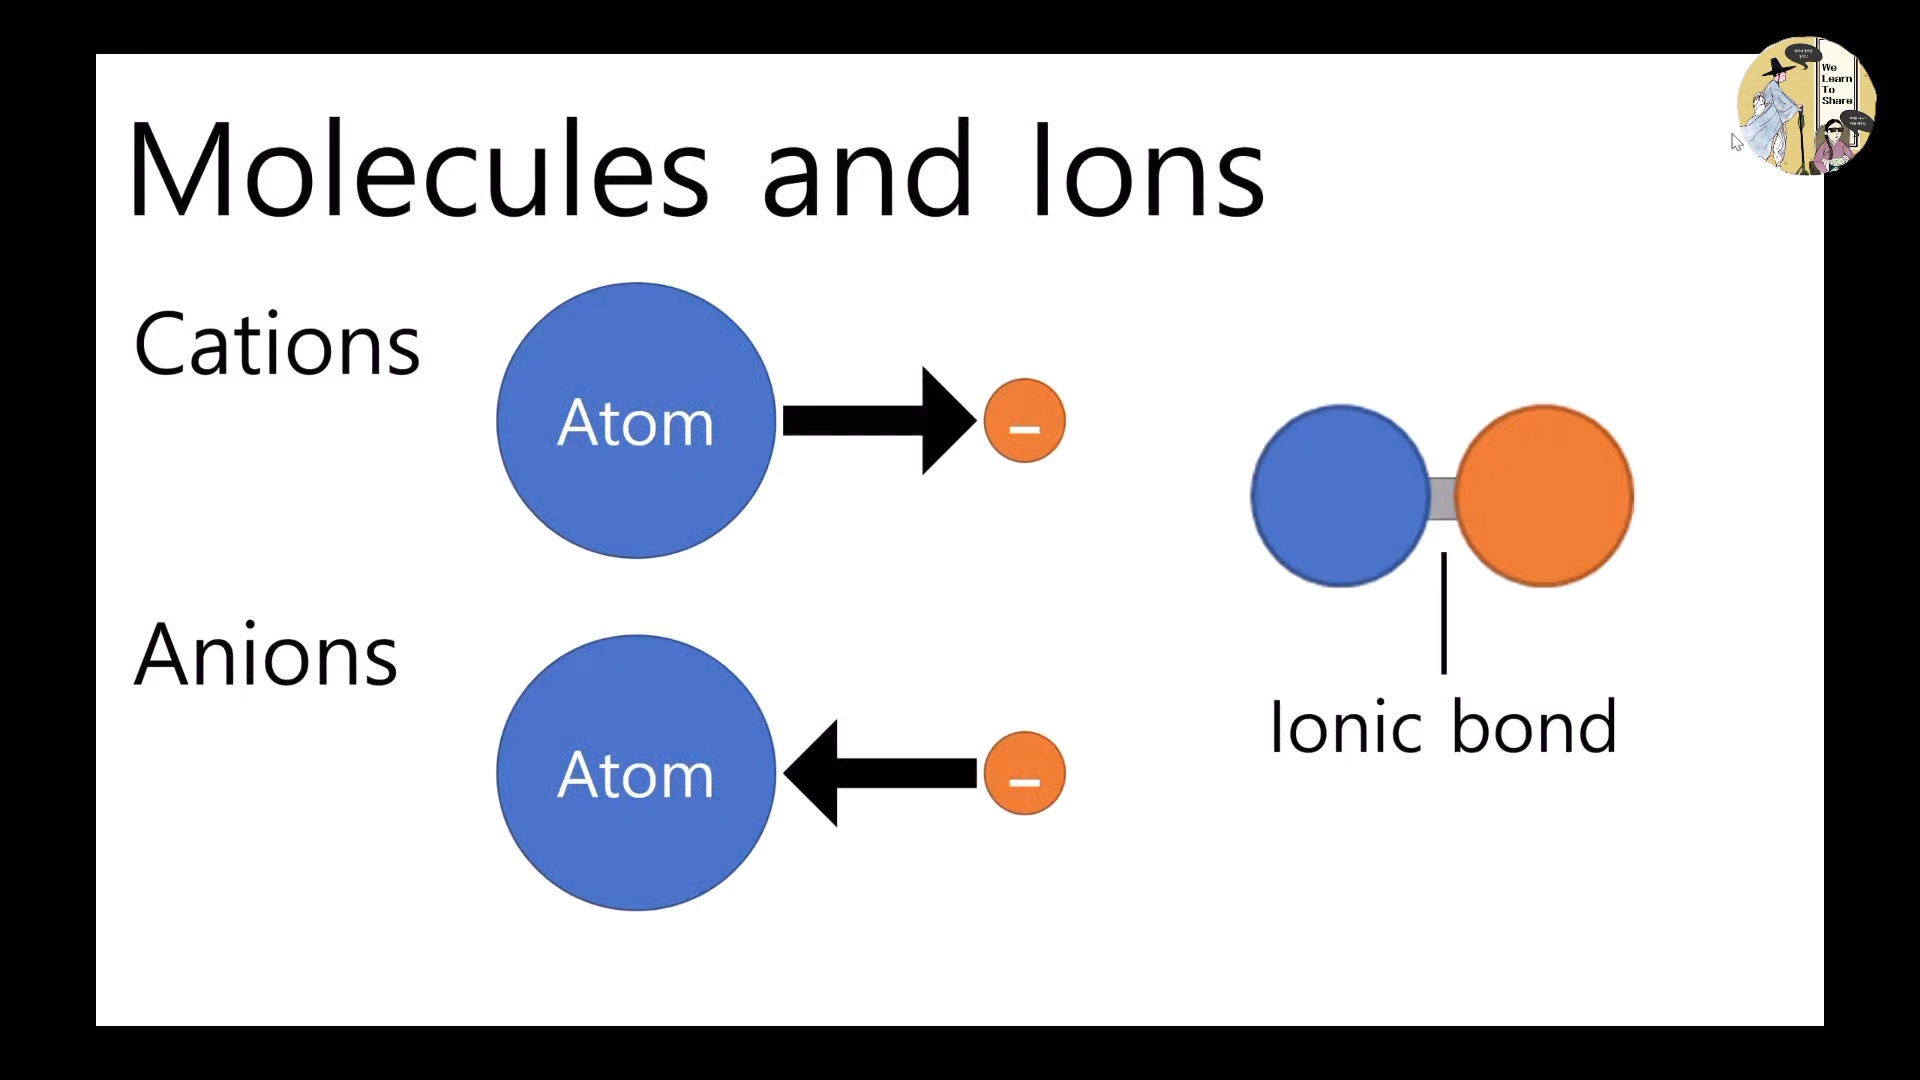 Molecules and Ions
Cations
Atom
–
Anions
Atom
–
Ionic bond
We
Learn
To
Share